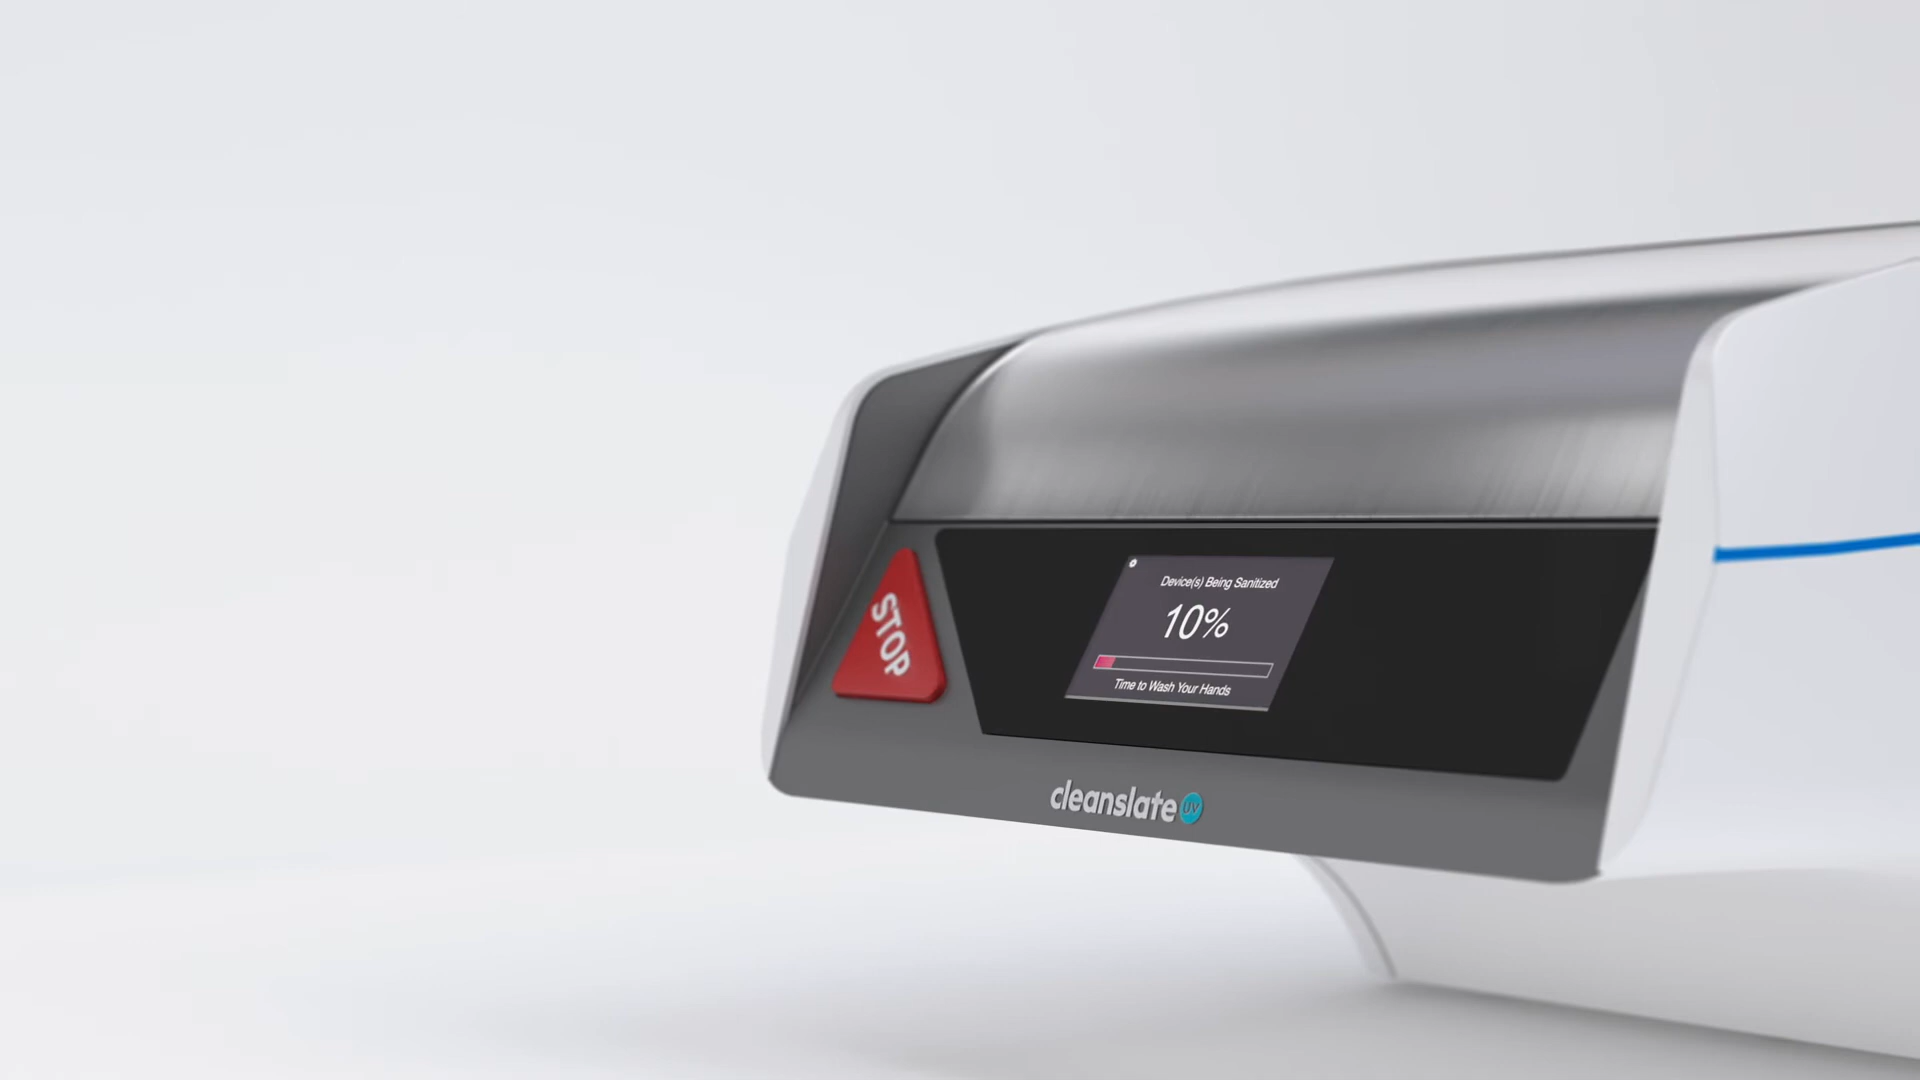 Device(s) Being Sanitized
10%
Time to Wash Your Hands
STOP
cleanslate UV